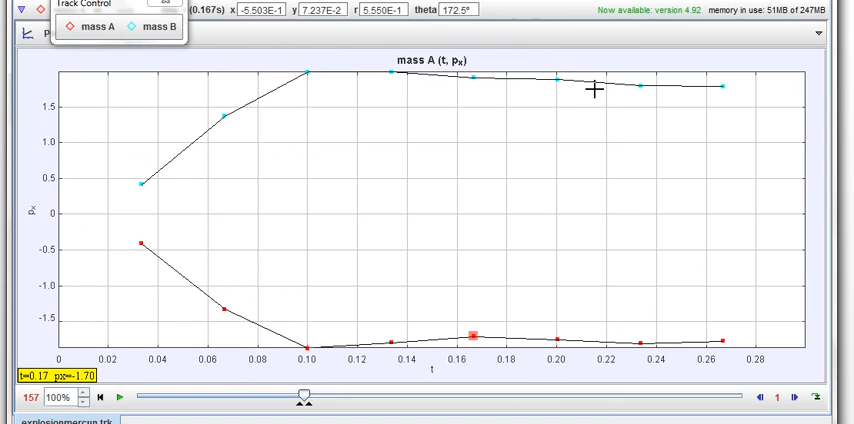 Track Control
(0.167s) x -5.503E-1 y 7.237E-2 r 5.550E-1 theta 172.5°
Now available: version 4.92 memory in use: 51MB of 247MB
mass A mass B
mass A (t, px)
1.5
1.0
0.5
0
-0.5
-1.0
-1.5
px
0 0.02 0.04 0.06 0.08 0.10 0.12 0.14 0.16 0.18 0.20 0.22 0.24 0.26 0.28
t
t=0.17 px=-1.70
157 100% 1
explosionmercun.trk